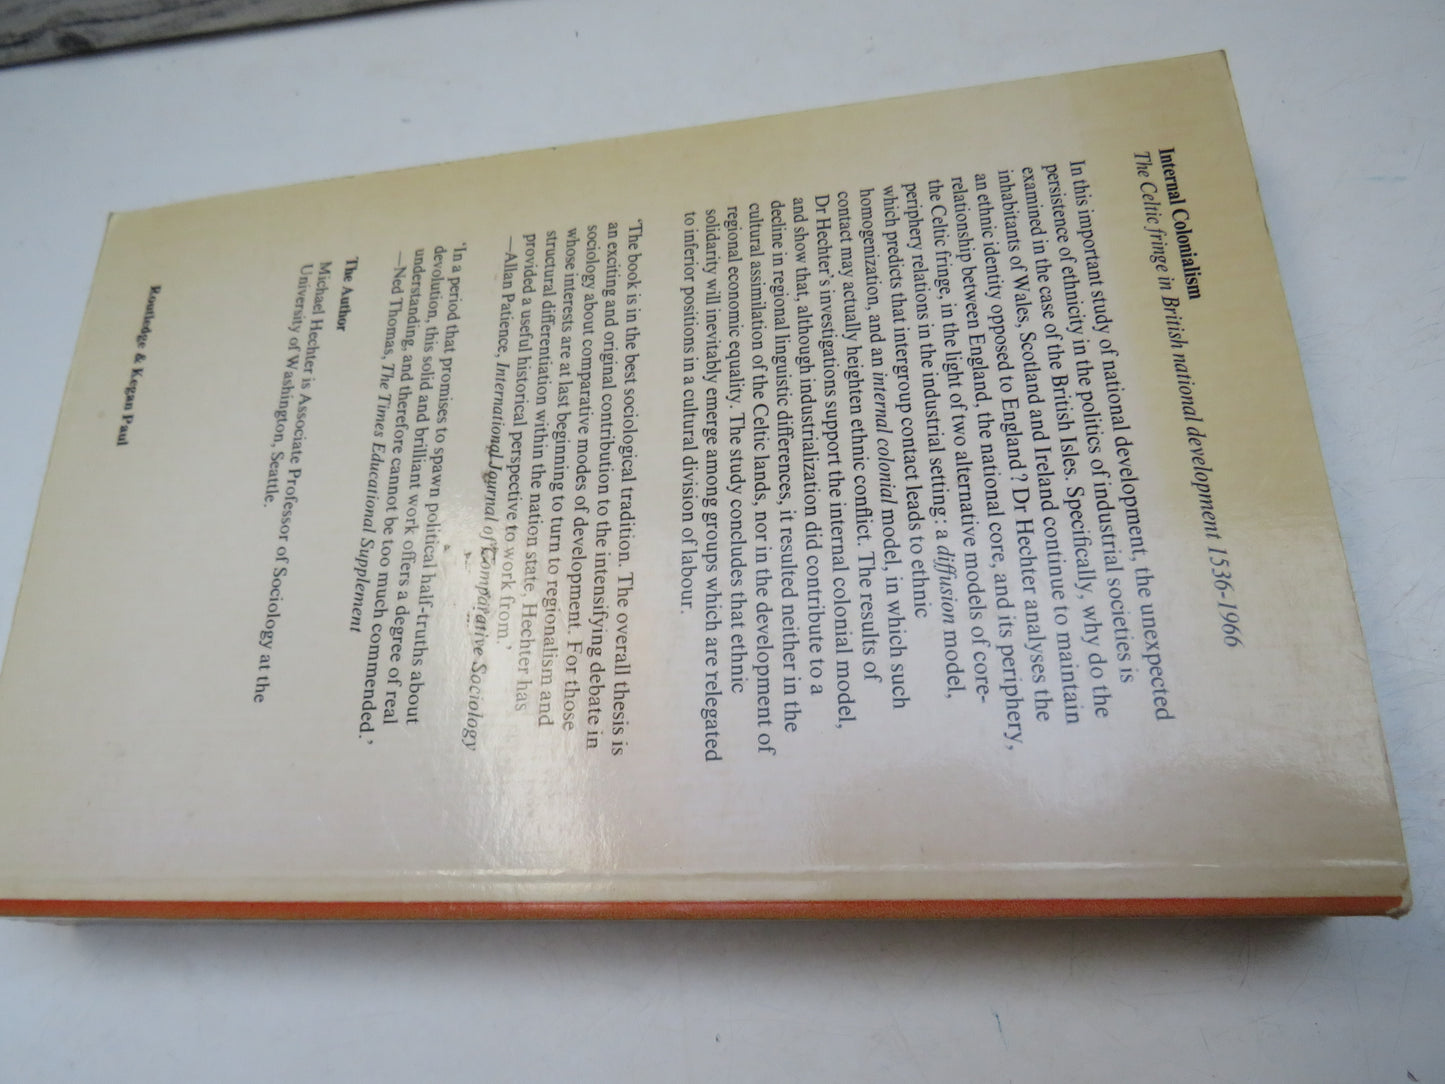 Internal Colonialism
The Celtic fringe in British national development 1536-1966
In this important study of national development, the unexpected
persistence of ethnicity in the politics of industrial societies is
examined in the case of the British Isles. Specifically, why do the
inhabitants of Wales, Scotland and Ireland continue to maintain
an ethnic identity opposed to England? Dr Hechter analyses the
relationship between England, the national core, and its periphery,
the Celtic fringe, in the light of two alternative models of core-
periphery relations in the industrial setting: a diffusion model,
which predicts that intergroup contact leads to ethnic
homogenization, and an internal colonial model, in which such
contact may actually heighten ethnic conflict. The results of
Dr Hechter's investigations support the internal colonial model,
and show that, although industrialization did contribute to a
decline in regional linguistic differences, it resulted neither in the
cultural assimilation of the Celtic lands, nor in the development of
regional economic equality. The study concludes that ethnic
solidarity will inevitably emerge among groups which are relegated
to inferior positions in a cultural division of labour.
'The book is in the best sociological tradition. The overall thesis is
an exciting and original contribution to the intensifying debate in
sociology about comparative modes of development. For those
whose interests are at last beginning to turn to regionalism and
structural differentiation within the nation state, Hechter has
provided a useful historical perspective to work from.'
—Allan Patience, International Journal of Comparative Sociology
'In a period that promises to spawn political half-truths about
devolution, this solid and brilliant work offers a degree of real
understanding, and therefore cannot be too much commended.'
—Ned Thomas, The Times Educational Supplement
The Author
Michael Hechter is Associate Professor of Sociology at the
University of Washington, Seattle.
Routledge & Kegan Paul